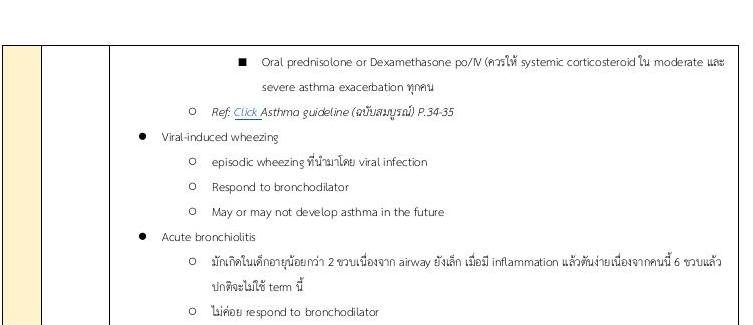 ■ Oral prednisolone or Dexamethasone po/IV (ควรให้ systemic corticosteroid ใน moderate และ
severe asthma exacerbation ทุกคน
○ Ref: Click Asthma guideline (ฉบับสมบูรณ์) P.34-35
● Viral-induced wheezing
○ episodic wheezing ที่นำมาโดย viral infection
○ Respond to bronchodilator
○ May or may not develop asthma in the future
● Acute bronchiolitis
○ มักเกิดในเด็กอายุน้อยกว่า 2 ขวบเนื่องจาก airway ยังเล็ก เมื่อมี inflammation แล้วตันง่ายเนื่องจากคนนี้ 6 ขวบแล้ว
ปกติจะไม่ใช้ term นี้
○ ไม่ค่อย respond to bronchodilator